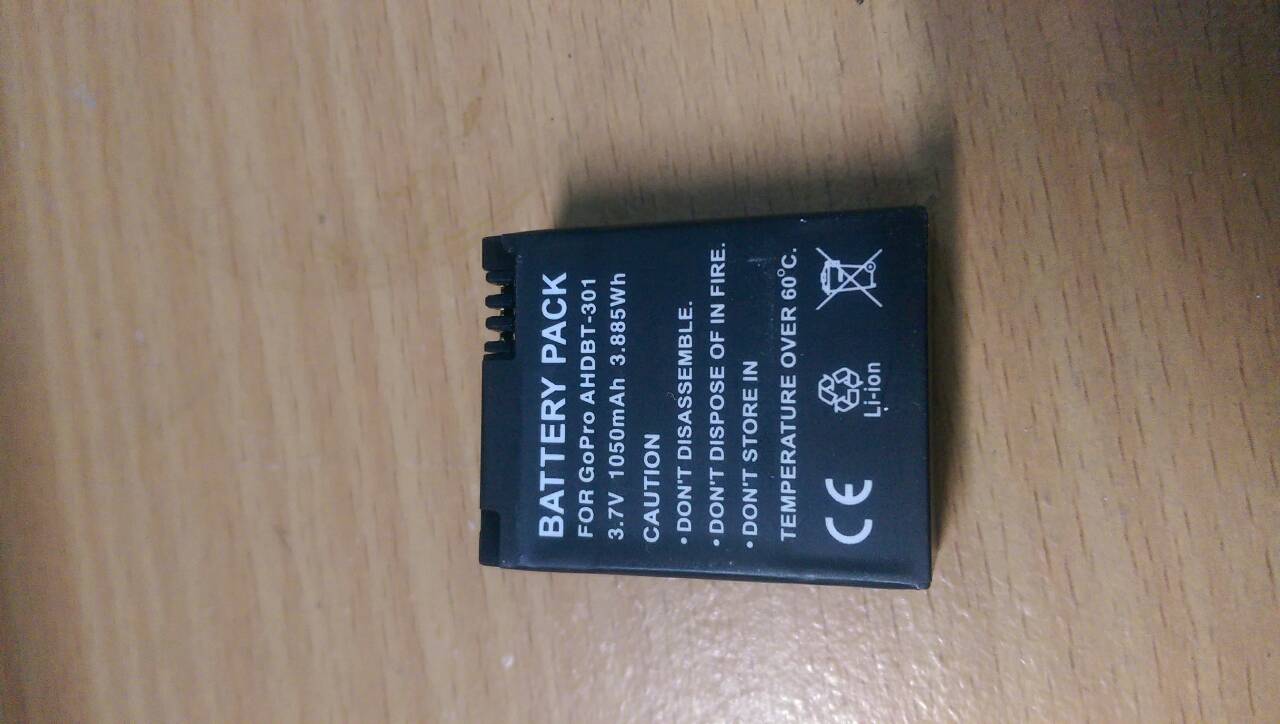 BATTERY PACK
FOR GoPro AHDBT-301
3.7V 1050mAh 3.885Wh
CAUTION
• DON'T DISASSEMBLE.
• DON'T DISPOSE OF IN FIRE.
• DON'T STORE IN
TEMPERATURE OVER 60°C.
CE
Li-ion